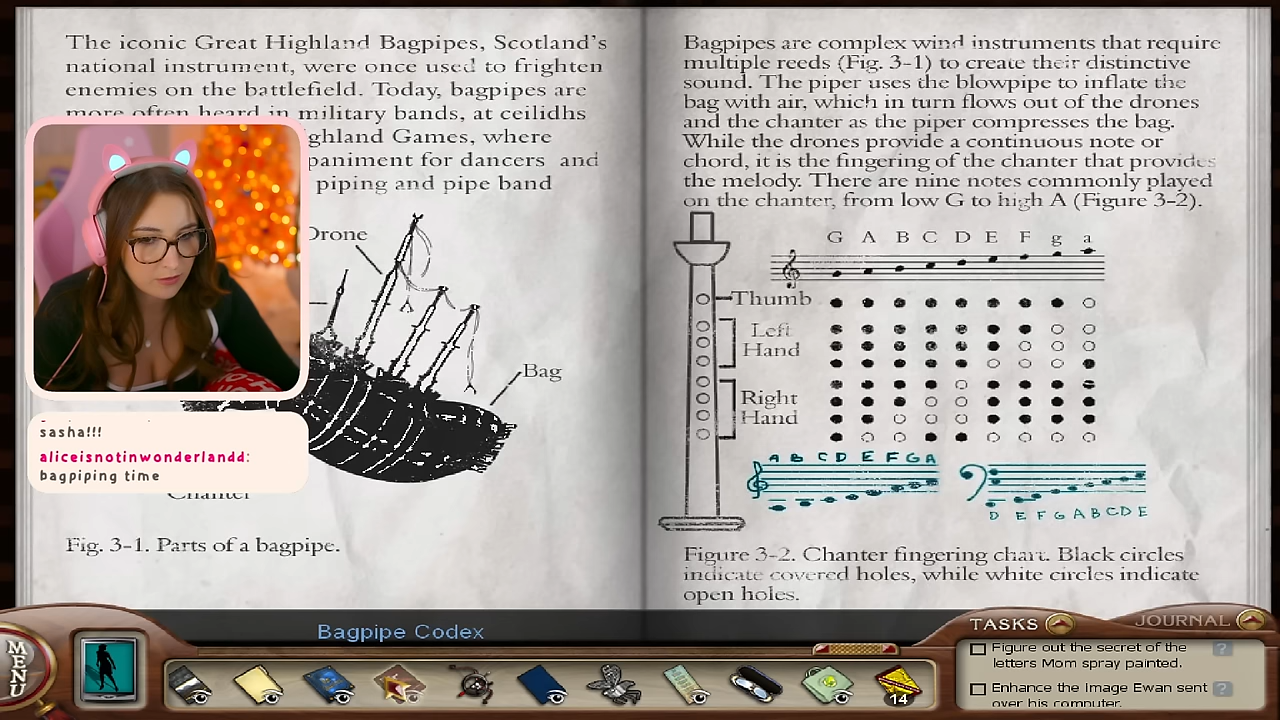 The iconic Great Highland Bagpipes, Scotland's
national instrument, were once used to frighten
enemies on the battlefield. Today, bagpipes are
more often heard in military bands, at ceilidhs
ghland Games, where
paniment for dancers and
piping and pipe band
Drone
Bag
Chanter
Fig. 3-1. Parts of a bagpipe.
sasha!!!
aliceisnotinwonderlandd:
bagpiping time
Bagpipes are complex wind instruments that require
multiple reeds (Fig. 3-1) to create their distinctive
sound. The piper uses the blowpipe to inflate the
bag with air, which in turn flows out of the drones
and the chanter as the piper compresses the bag.
While the drones provide a continuous note or
chord, it is the fingering of the chanter that provides
the melody. There are nine notes commonly played
on the chanter, from low G to high A (Figure 3-2).
G A B C D E F g a
Thumb
Left
Hand
Right
Hand
A B C D E F G A
D E F G A B C D E
Figure 3-2. Chanter fingering chart. Black circles
indicate covered holes, while white circles indicate
open holes.
Bagpipe Codex
MENU
14
TASKS
JOURNAL
Figure out the secret of the
letters Mom spray painted.
?
Enhance the Image Ewan sent
over his computer.
?